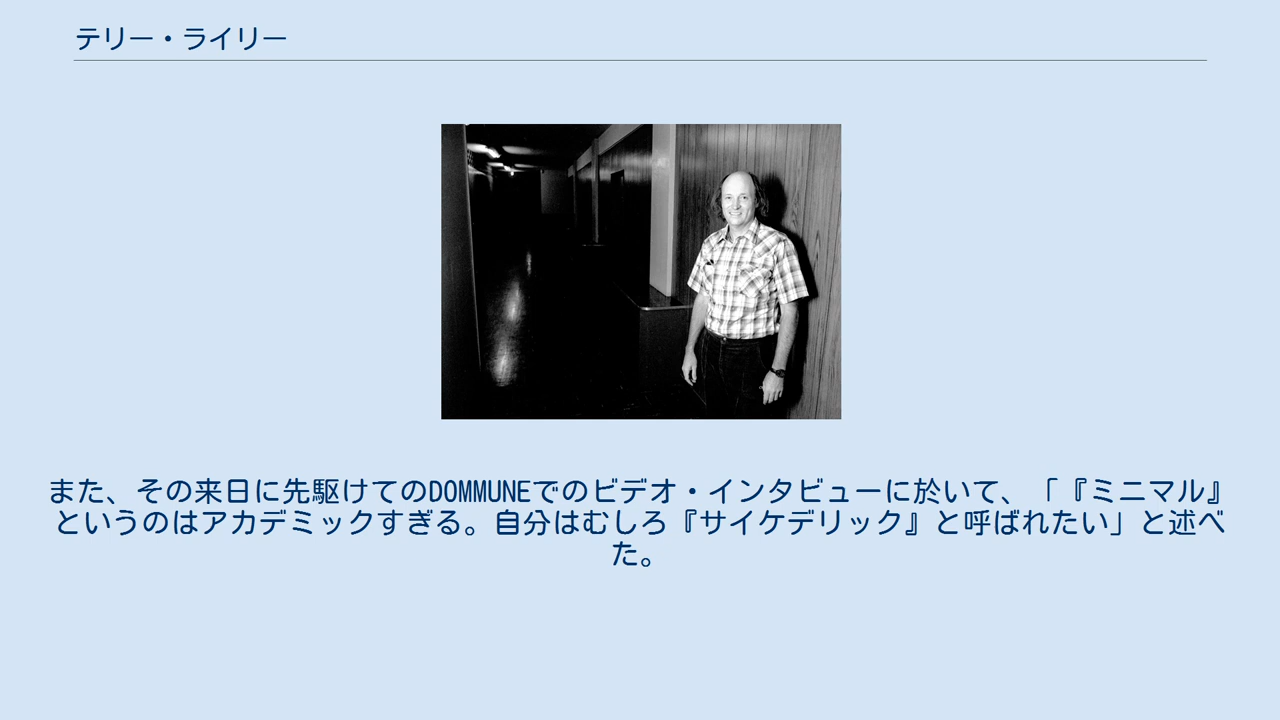 テリー・ライリー
また、その来日に先駆けてのDOMMUNEでのビデオ・インタビューに於いて、「『ミニマル』
というのはアカデミックすぎる。自分はむしろ『サイケデリック』と呼ばれたい」と述べ
た。